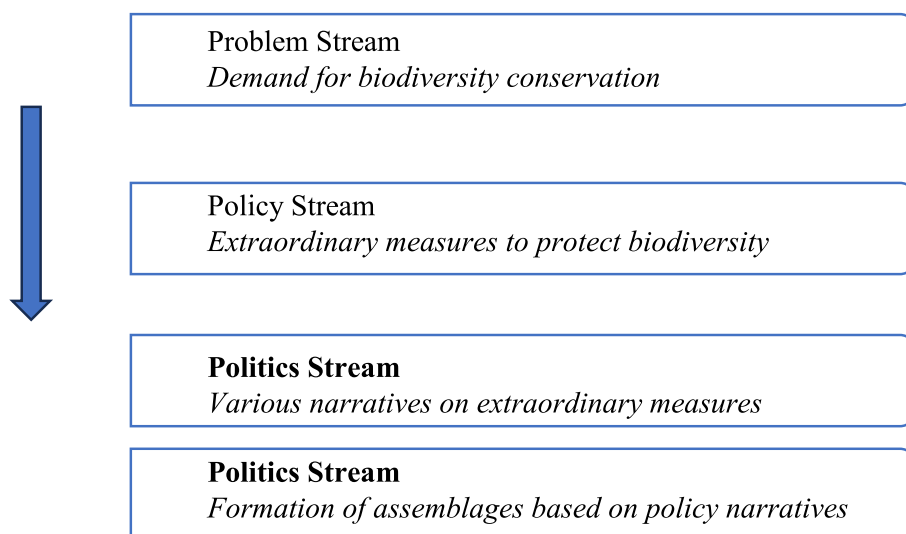 Problem Stream
Demand for biodiversity conservation
Policy Stream
Extraordinary measures to protect biodiversity
Politics Stream
Various narratives on extraordinary measures
Politics Stream
Formation of assemblages based on policy narratives